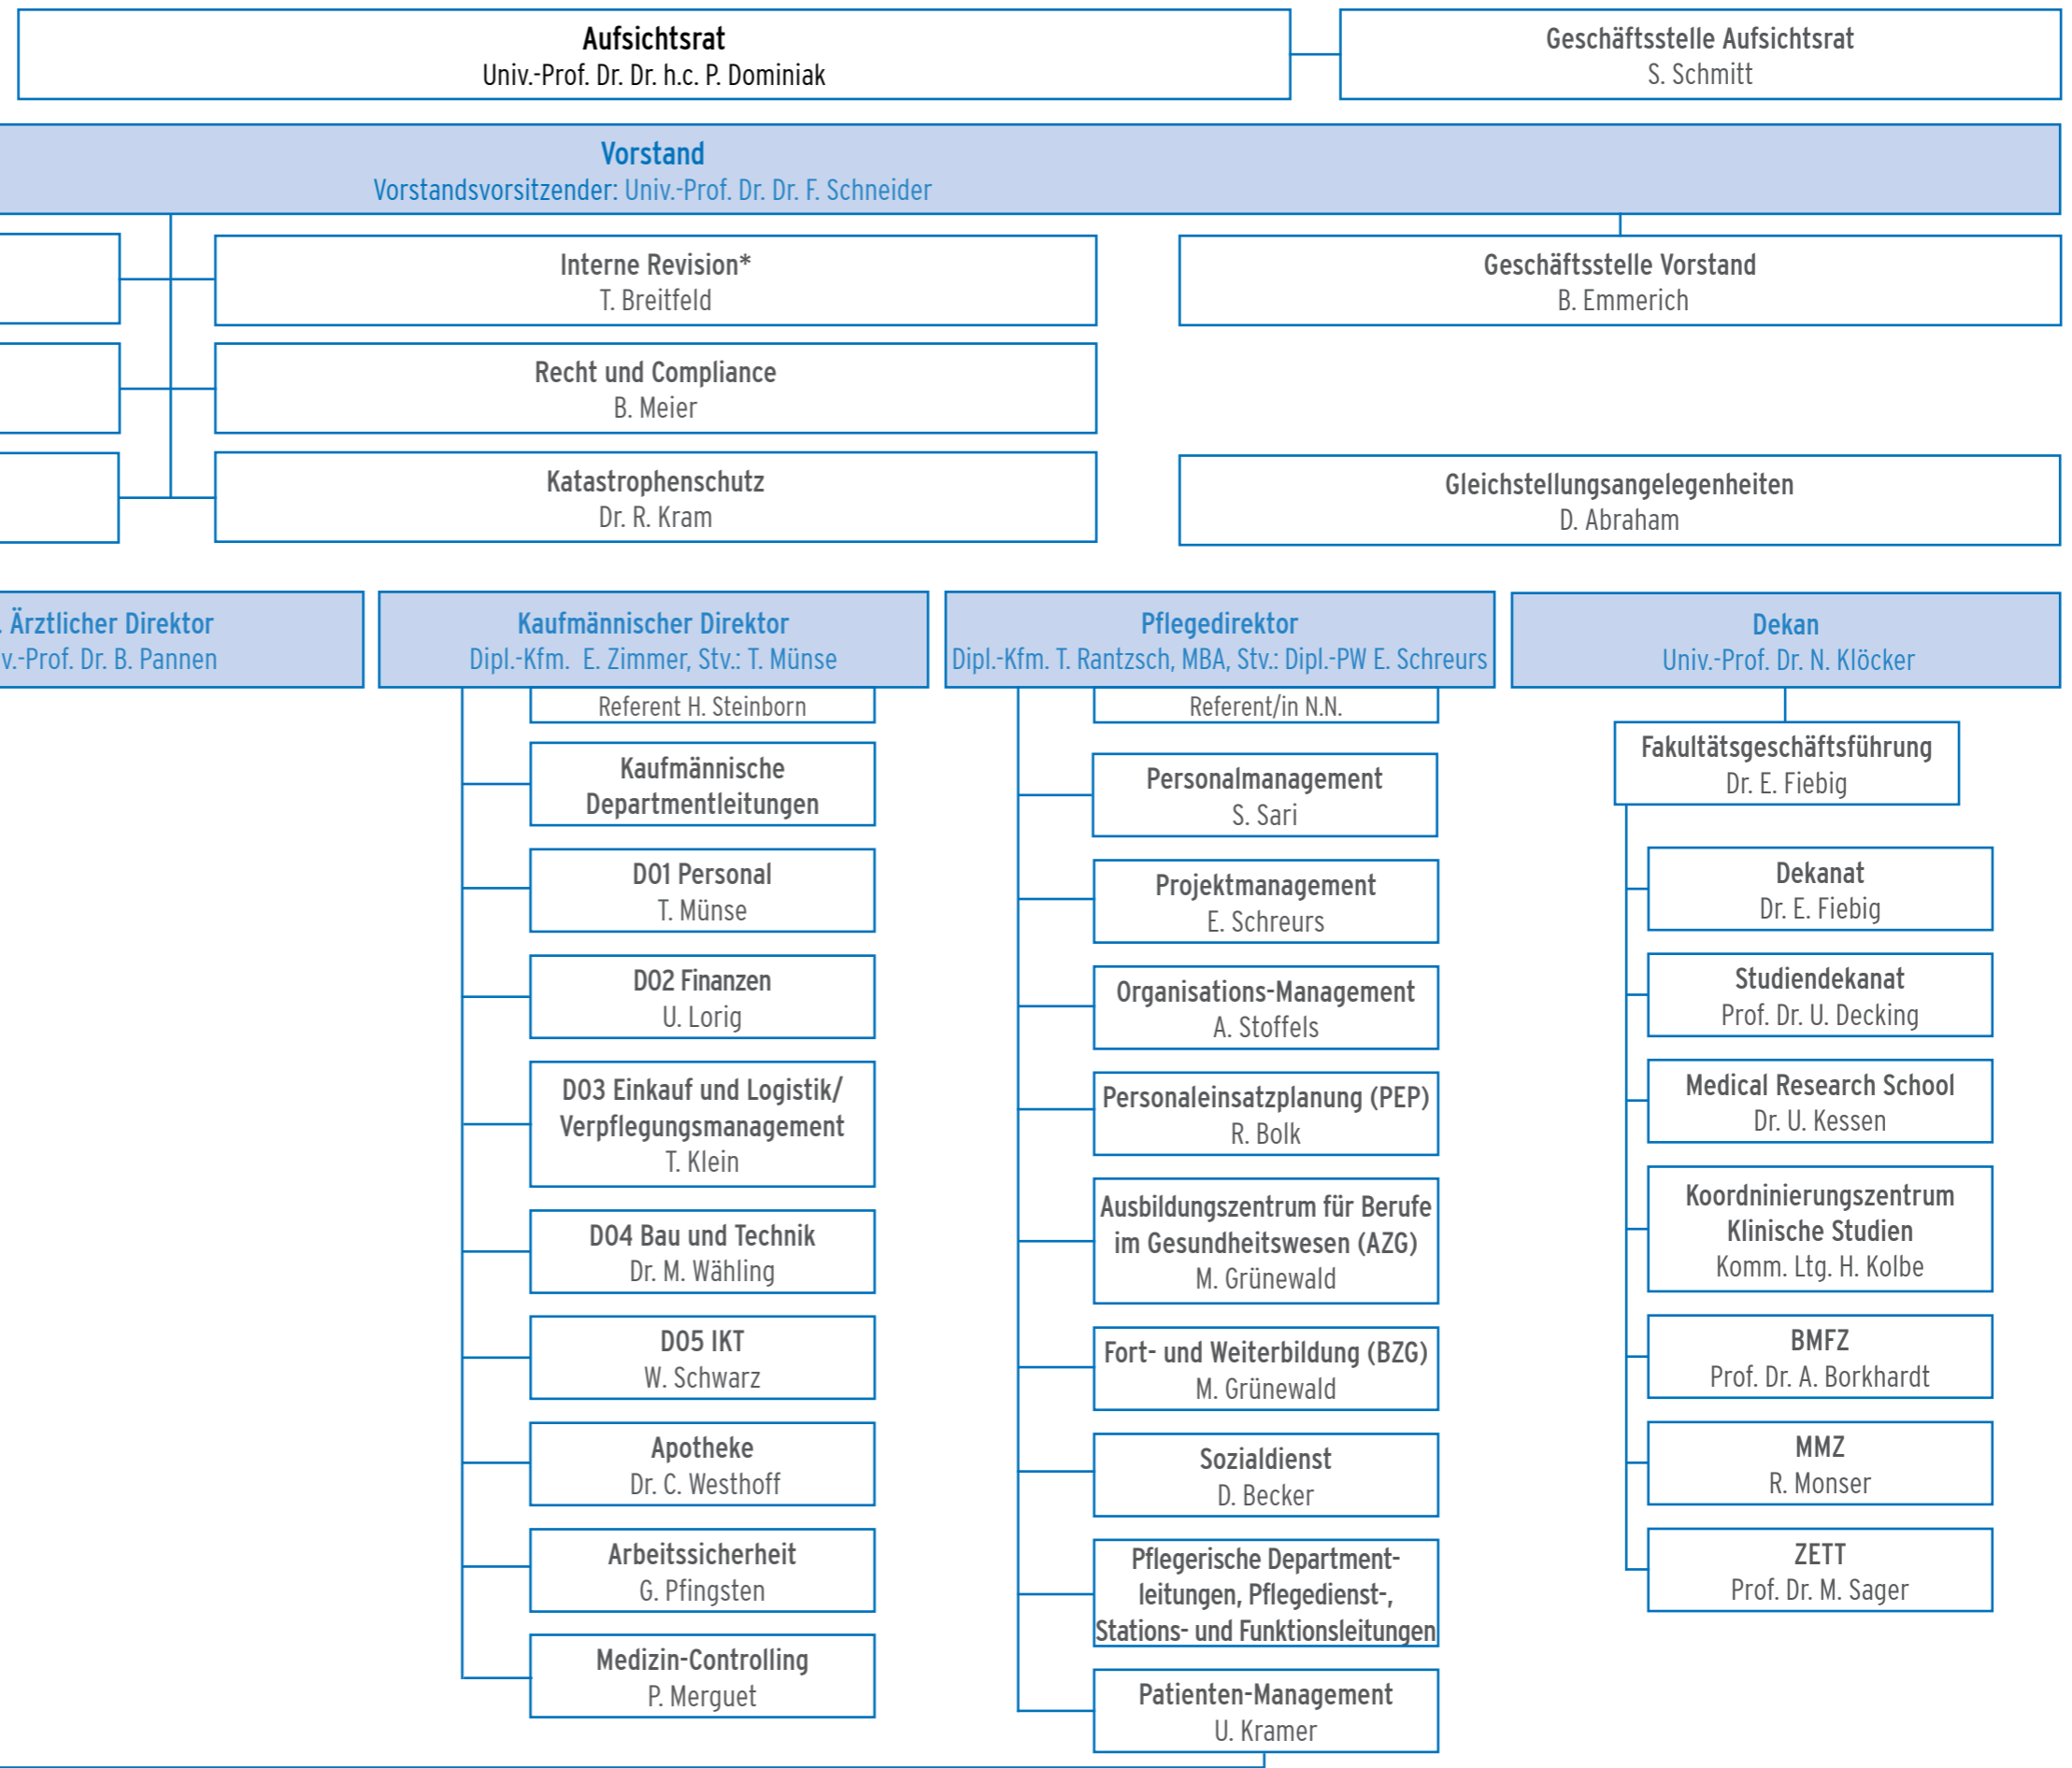 Aufsichtsrat
Univ.-Prof. Dr. Dr. h.c. P. Dominiak
Geschäftsstelle Aufsichtsrat
S. Schmitt
Vorstand
Vorstandsvorsitzender: Univ.-Prof. Dr. Dr. F. Schneider
Interne Revision*
T. Breitfeld
Geschäftsstelle Vorstand
B. Emmerich
Recht und Compliance
B. Meier
Katastrophenschutz
Dr. R. Kram
Gleichstellungsangelegenheiten
D. Abraham
. Ärztlicher Direktor
v.-Prof. Dr. B. Pannen
Kaufmännischer Direktor
Dipl.-Kfm. E. Zimmer, Stv.: T. Münse
Referent H. Steinborn
Kaufmännische
Departmentleitungen
D01 Personal
T. Münse
D02 Finanzen
U. Lorig
D03 Einkauf und Logistik/
Verpflegungsmanagement
T. Klein
D04 Bau und Technik
Dr. M. Wähling
D05 IKT
W. Schwarz
Apotheke
Dr. C. Westhoff
Arbeitssicherheit
G. Pfingsten
Medizin-Controlling
P. Merguet
Pflegedirektor
Dipl.-Kfm. T. Rantzsch, MBA, Stv.: Dipl.-PW E. Schreurs
Referent/in N.N.
Personalmanagement
S. Sari
Projektmanagement
E. Schreurs
Organisations-Management
A. Stoffels
Personaleinsatzplanung (PEP)
R. Bolk
Ausbildungszentrum für Berufe
im Gesundheitswesen (AZG)
M. Grünewald
Fort- und Weiterbildung (BZG)
M. Grünewald
Sozialdienst
D. Becker
Pflegerische Department-
leitungen, Pflegedienst-,
Stations- und Funktionsleitungen
Patienten-Management
U. Kramer
Dekan
Univ.-Prof. Dr. N. Klöcker
Fakultätsgeschäftsführung
Dr. E. Fiebig
Dekanat
Dr. E. Fiebig
Studiendekanat
Prof. Dr. U. Decking
Medical Research School
Dr. U. Kessen
Koordninierungszentrum
Klinische Studien
Komm. Ltg. H. Kolbe
BMFZ
Prof. Dr. A. Borkhardt
MMZ
R. Monser
ZETT
Prof. Dr. M. Sager